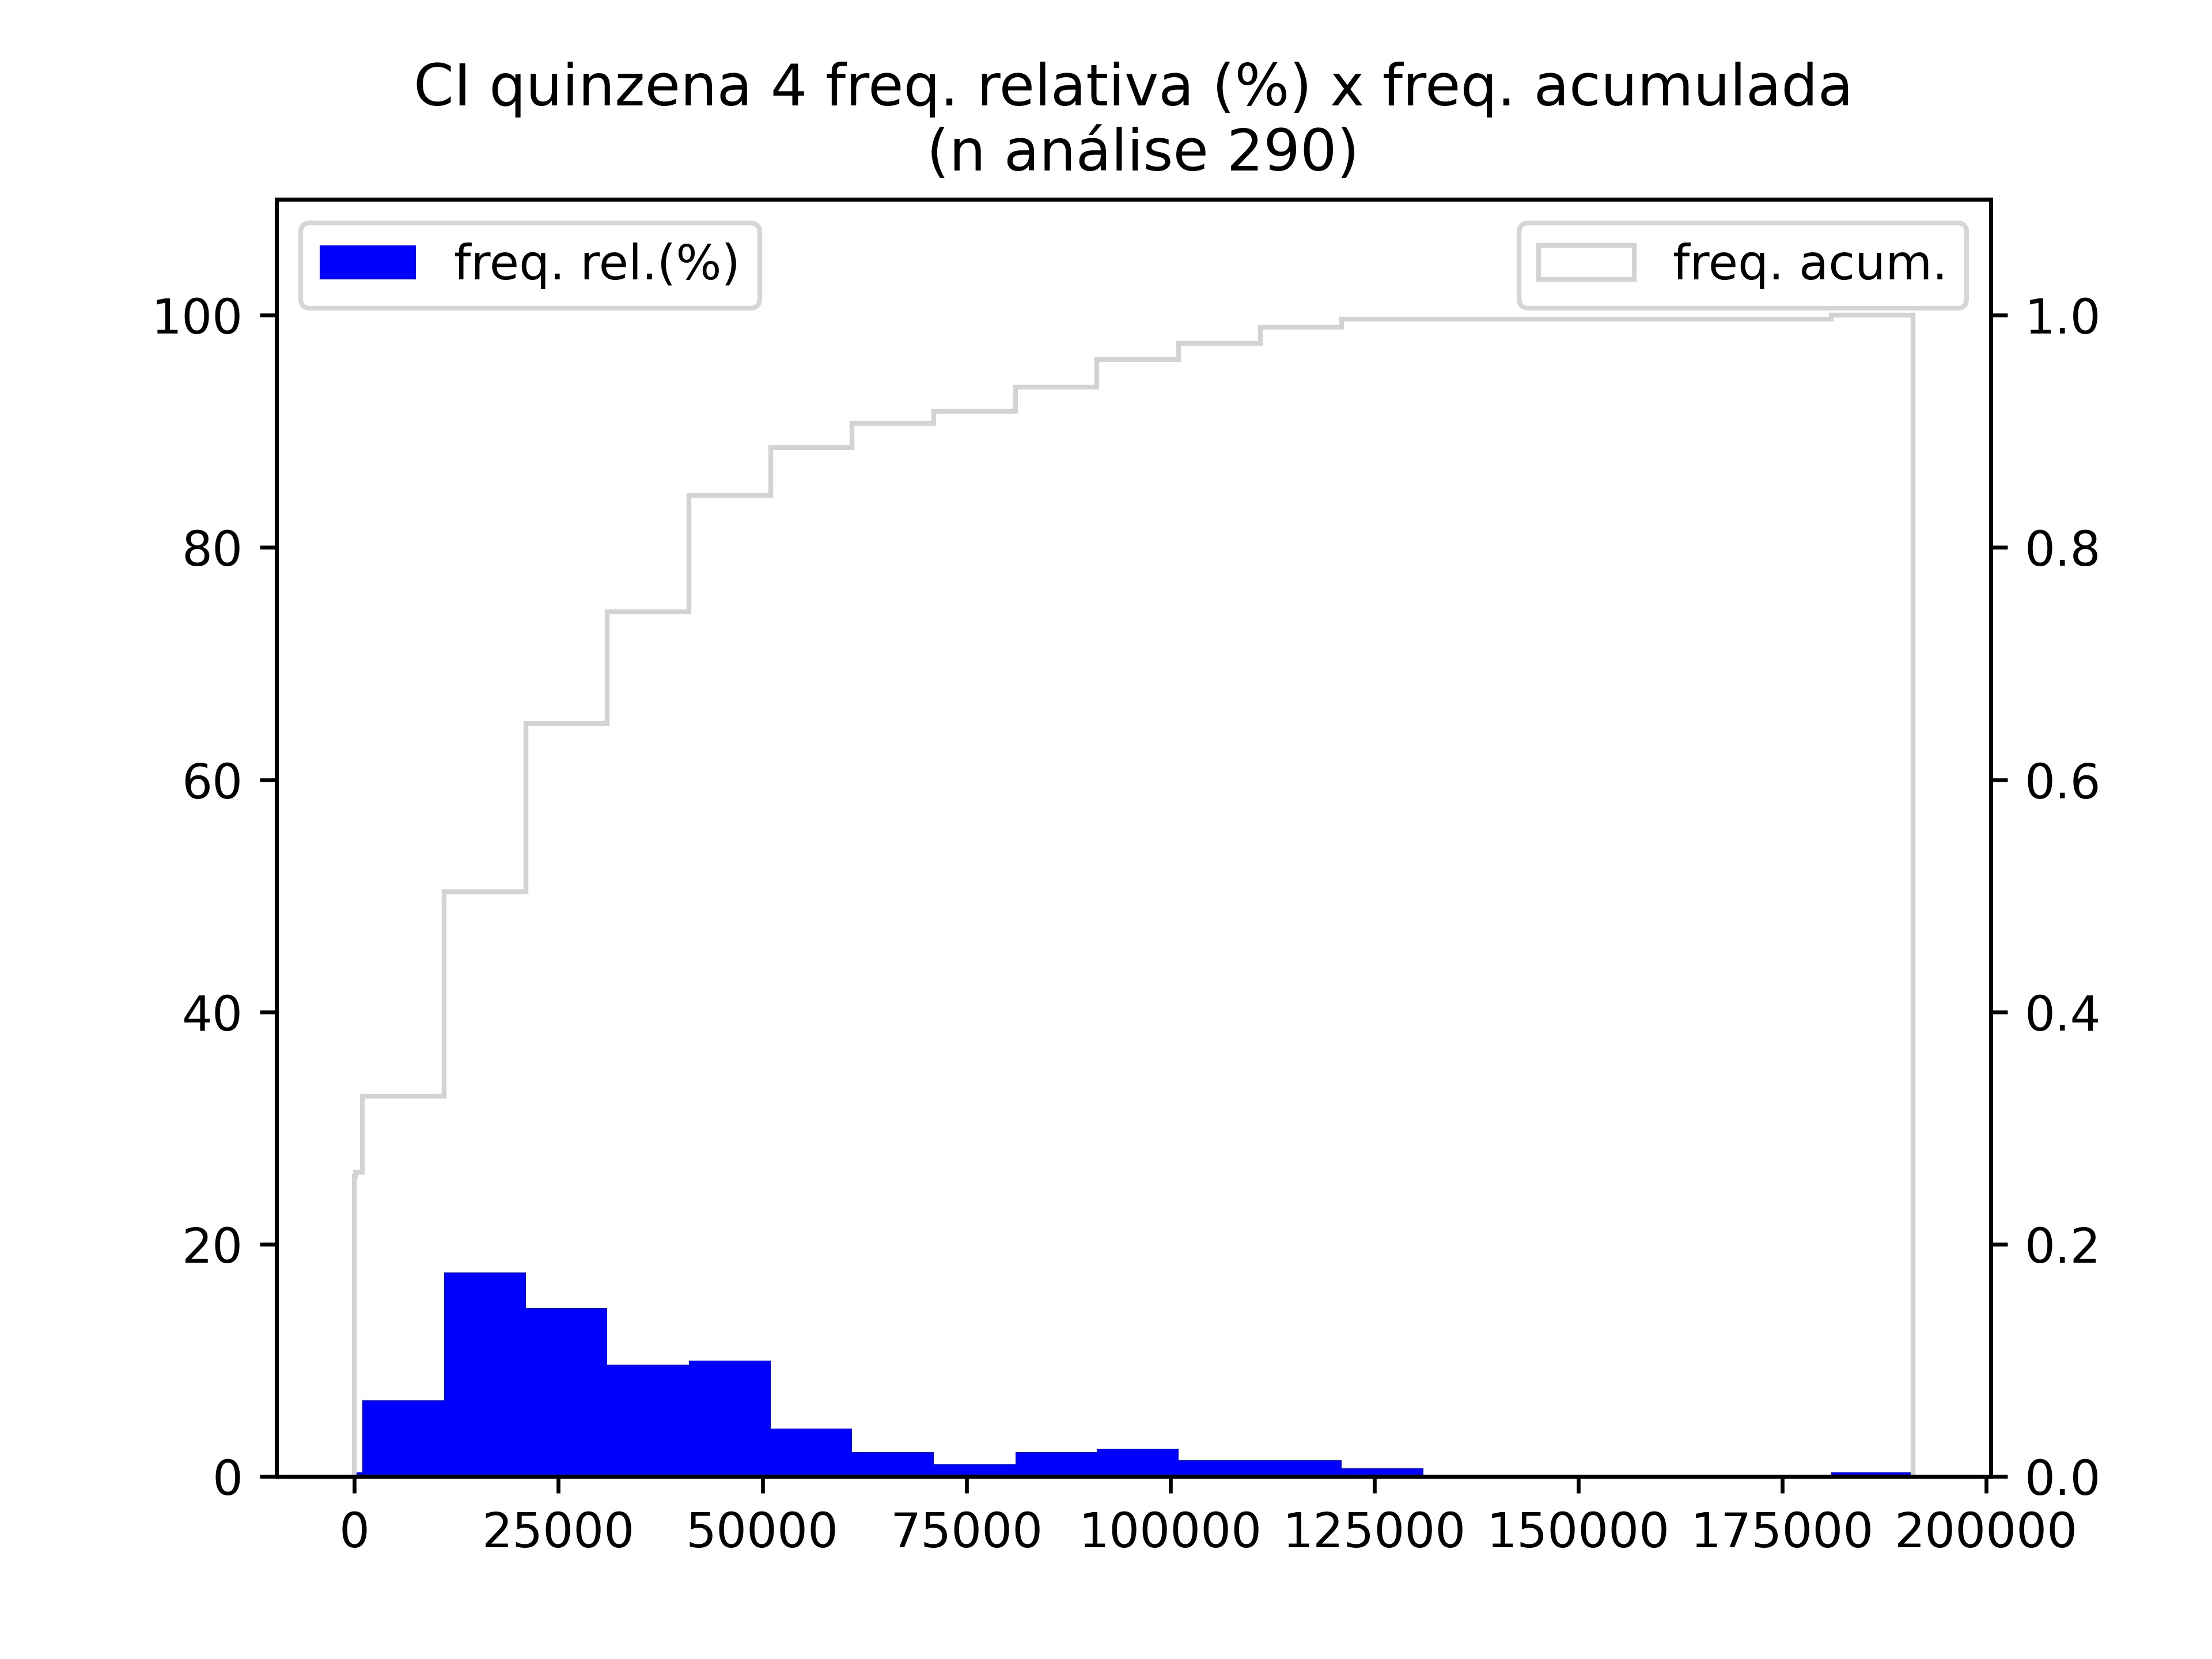 CI quinzena 4 freq. relativa (%) x freq. acumulada
(n análise 290)
freq. rel.(%)
freq. acum.
100
80
60
40
20
0
1.0
0.8
0.6
0.4
0.2
0.0
0 25000 50000 75000 100000 125000 150000 175000 200000